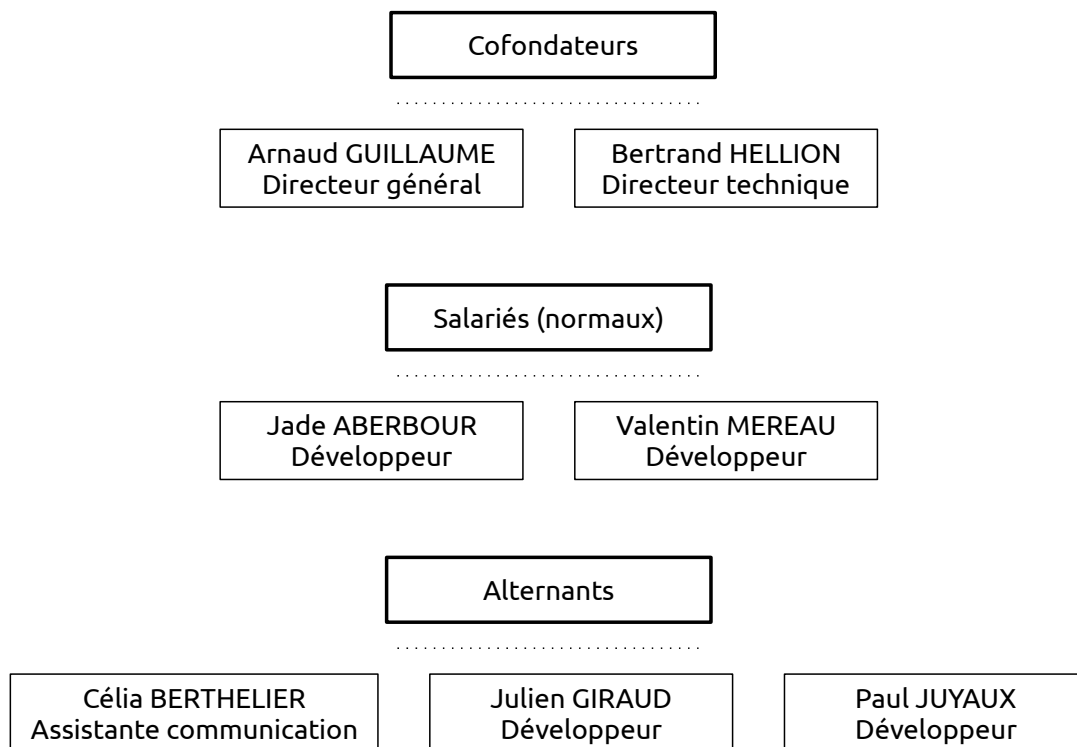 Cofondateurs
Arnaud GUILLAUME
Directeur général
Bertrand HELLION
Directeur technique
Salariés (normaux)
Jade ABERBOUR
Développeur
Valentin MEREAU
Développeur
Alternants
Célia BERTHELIER
Assistante communication
Julien GIRAUD
Développeur
Paul JUYAUX
Développeur